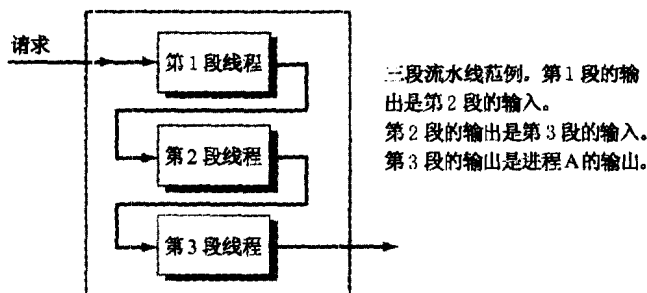 请求
第1段线程
第2段线程
第3段线程
三段流水线范例。第1段的输
出是第2段的输入。
第2段的输出是第3段的输入。
第3段的输出是进程A的输出。